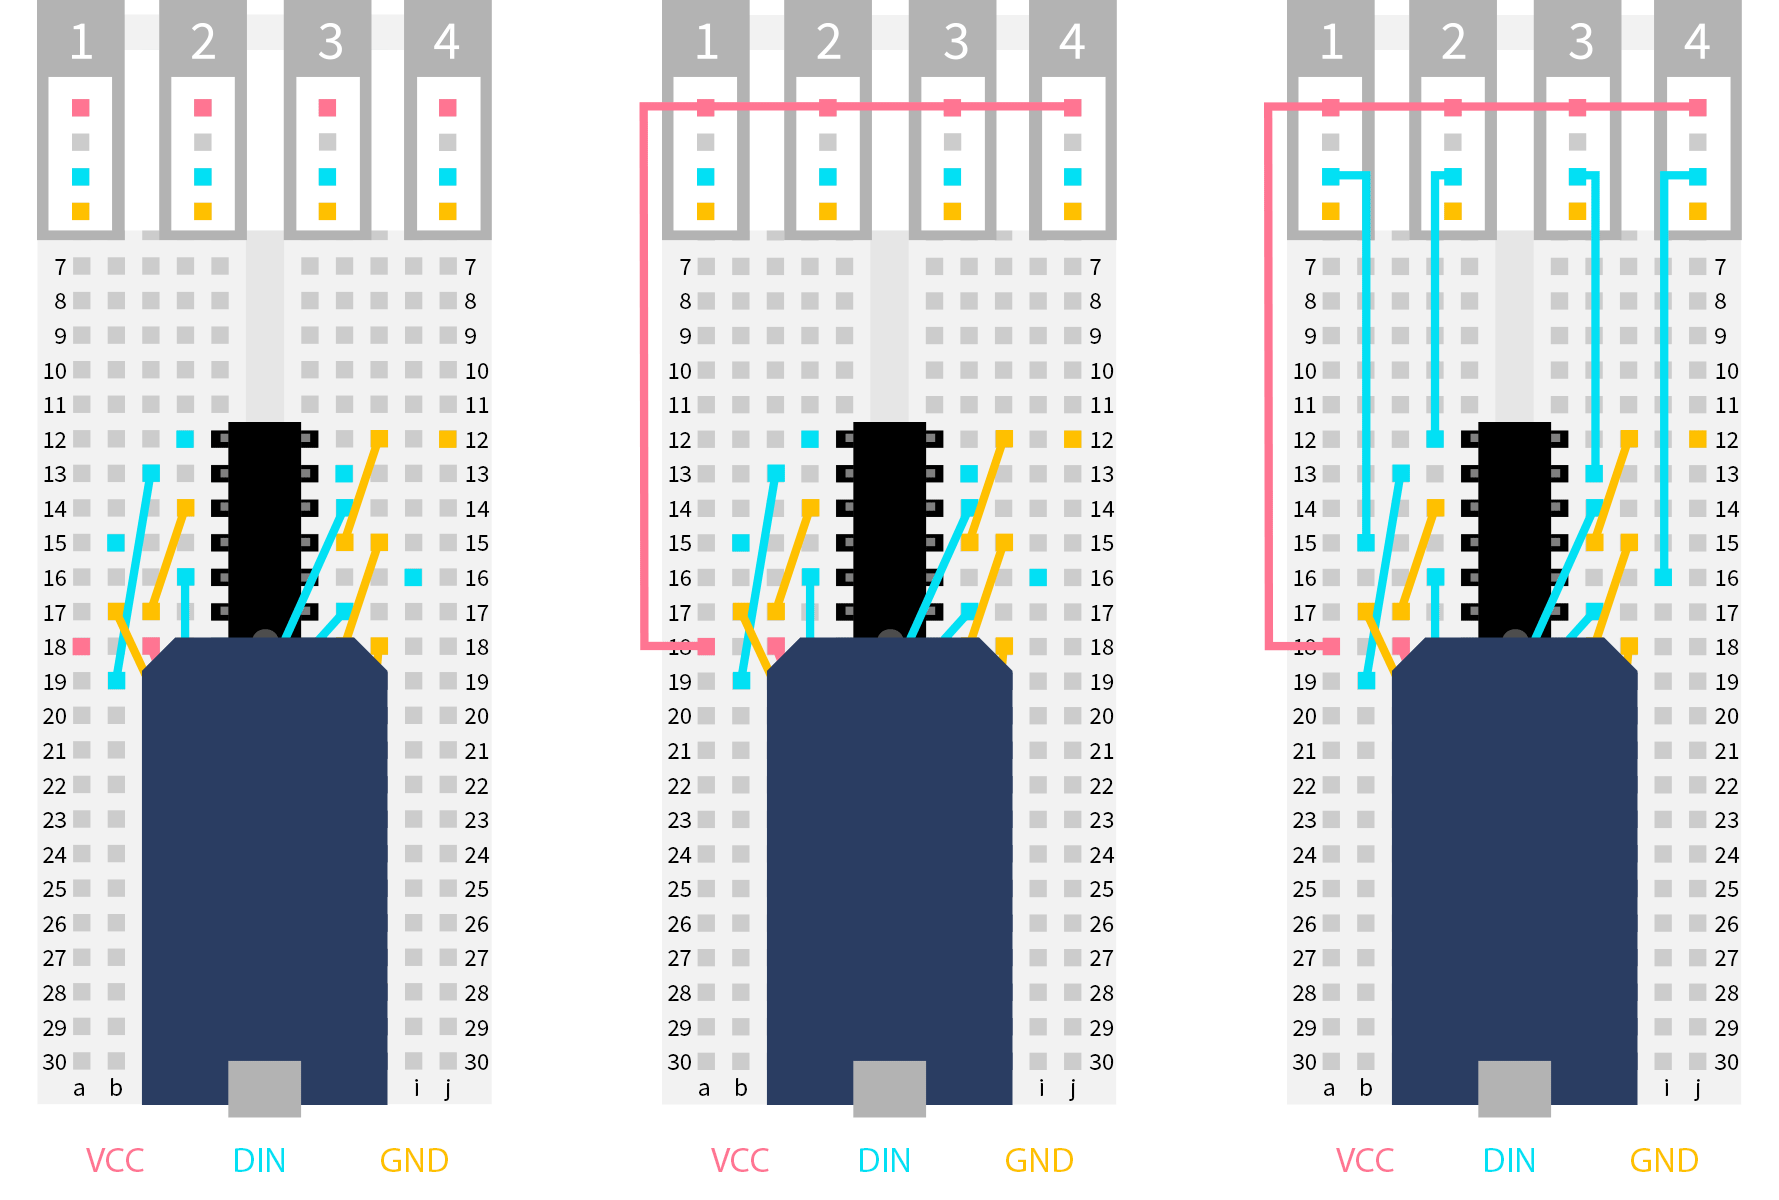 1 2 3 4 1 2 3 4 1 2 3 4
7 7 7 7 7 7
8 8 8 8 8 8
9 9 9 9 9 9
10 10 10 10 10 10
11 11 11 11 11 11
12 12 12 12 12 12
13 13 13 13 13 13
14 14 14 14 14 14
15 15 15 15 15 15
16 16 16 16 16 16
17 17 17 17 17 17
18 18 18 18 18 18
19 19 19 19 19 19
20 20 20 20 20 20
21 21 21 21 21 21
22 22 22 22 22 22
23 23 23 23 23 23
24 24 24 24 24 24
25 25 25 25 25 25
26 26 26 26 26 26
27 27 27 27 27 27
28 28 28 28 28 28
29 29 29 29 29 29
30 30 30 30 30 30
a b i j a b i j a b i j
VCC DIN GND VCC DIN GND VCC DIN GND